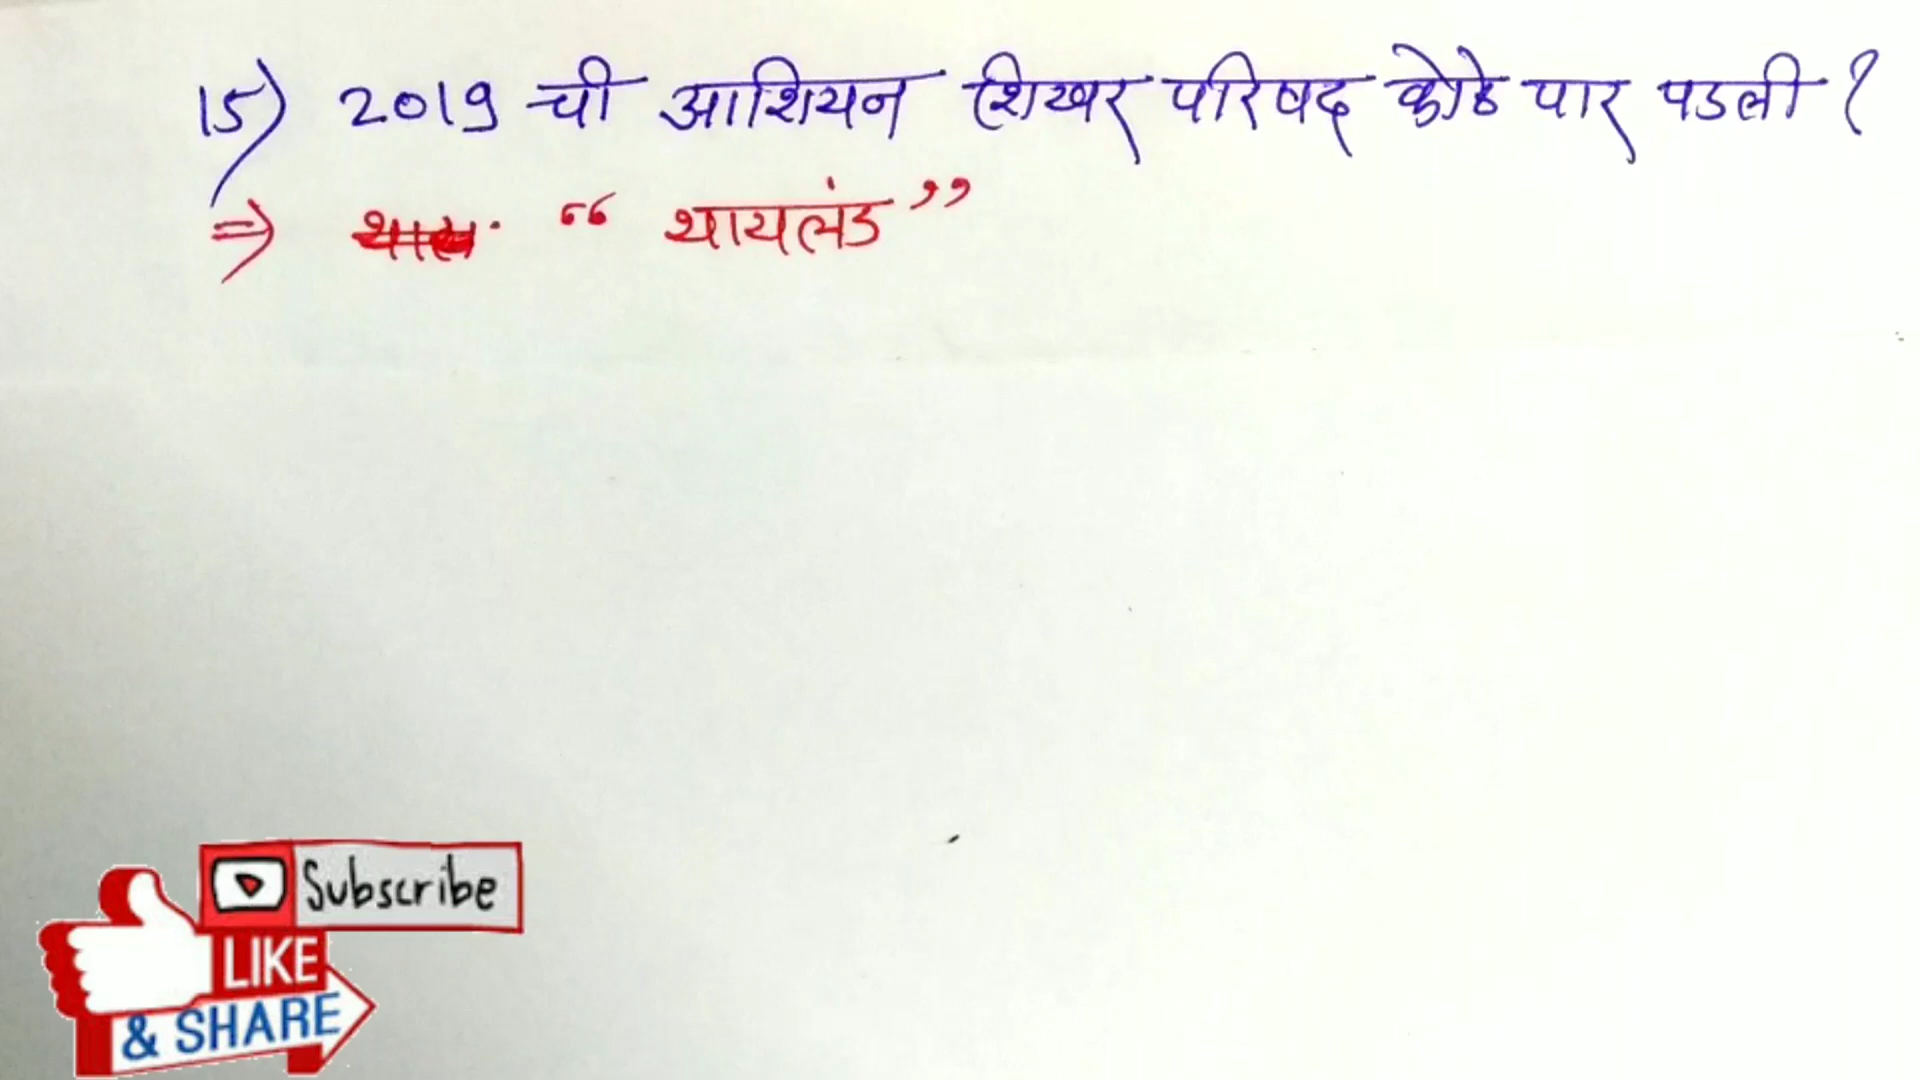 15) 2019 ची आशियन शिखर परिषद कोठे पार पडली ?
⇒ “ थायलंड ”
Subscribe
LIKE
& SHARE